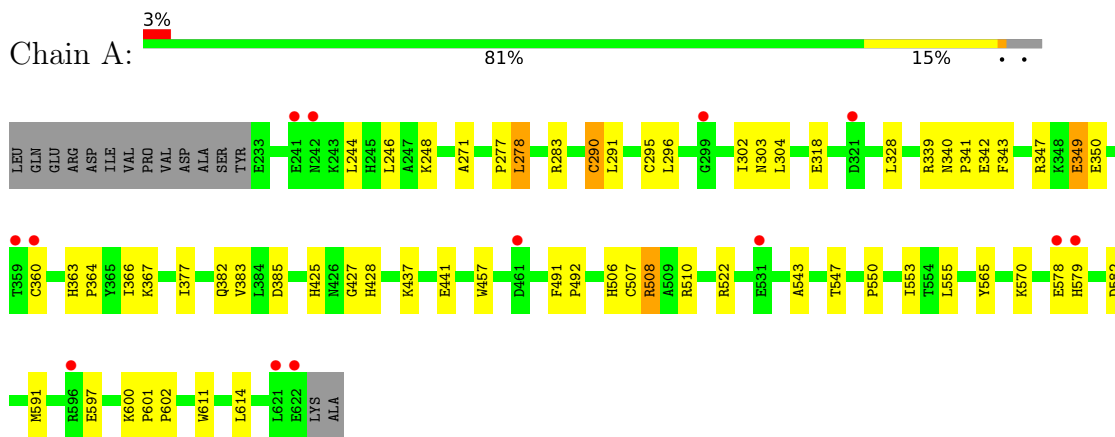 3%
Chain A:
81% 15% • •
LEU GLN GLU ARG ASP ILE VAL PRO VAL ASP ALA SER TYR E233 E241 N242 K243 L244 H245 L246 A247 K248 A271 P277 L278 R283 C290 L291 C295 L296 G299 I302 N303 L304 E318 D321 L328 R339 N340 P341 E342 F343 R347 K348 E349 E350
T359 C360 H363 P364 Y365 I366 K367 I377 Q382 V383 L384 D385 H425 N426 G427 H428 K437 E441 W457 D461 F491 P492 H506 C507 R508 A509 R510 R522 E531 A543 T547 P550 I553 T554 L555 Y565 K570 E578 H579 D582
M591 R596 E597 K600 P601 P602 W611 L614 L621 E622 LYS ALA